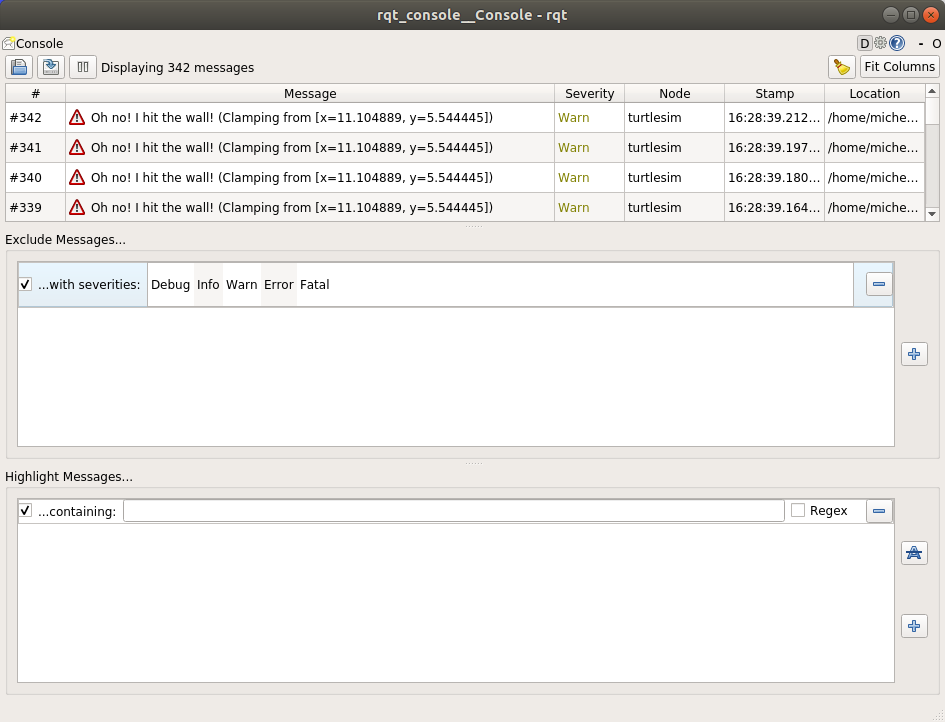 rqt_console__Console - rqt
Console D ? - O
Displaying 342 messages Fit Columns
# Message Severity Node Stamp Location
#342 Oh no! I hit the wall! (Clamping from [x=11.104889, y=5.544445]) Warn turtlesim 16:28:39.212... /home/miche...
#341 Oh no! I hit the wall! (Clamping from [x=11.104889, y=5.544445]) Warn turtlesim 16:28:39.197... /home/miche...
#340 Oh no! I hit the wall! (Clamping from [x=11.104889, y=5.544445]) Warn turtlesim 16:28:39.180... /home/miche...
#339 Oh no! I hit the wall! (Clamping from [x=11.104889, y=5.544445]) Warn turtlesim 16:28:39.164... /home/miche...
Exclude Messages...
...with severities: Debug Info Warn Error Fatal
Highlight Messages...
...containing: Regex